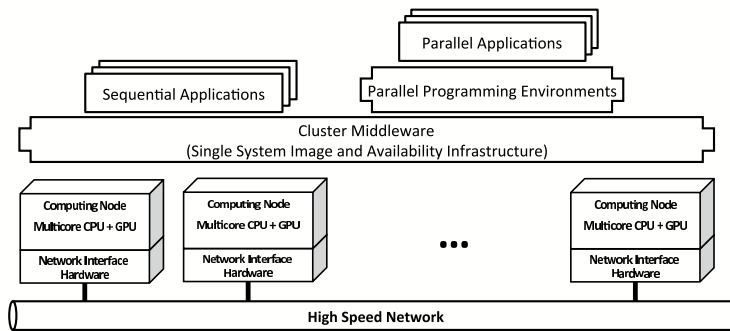 Parallel Applications
Sequential Applications
Parallel Programming Environments
Cluster Middleware
(Single System Image and Availability Infrastructure)
Computing Node
Multicore CPU + GPU
Network Interface
Hardware
Computing Node
Multicore CPU + GPU
Network Interface
Hardware
...
Computing Node
Multicore CPU + GPU
Network Interface
Hardware
High Speed Network